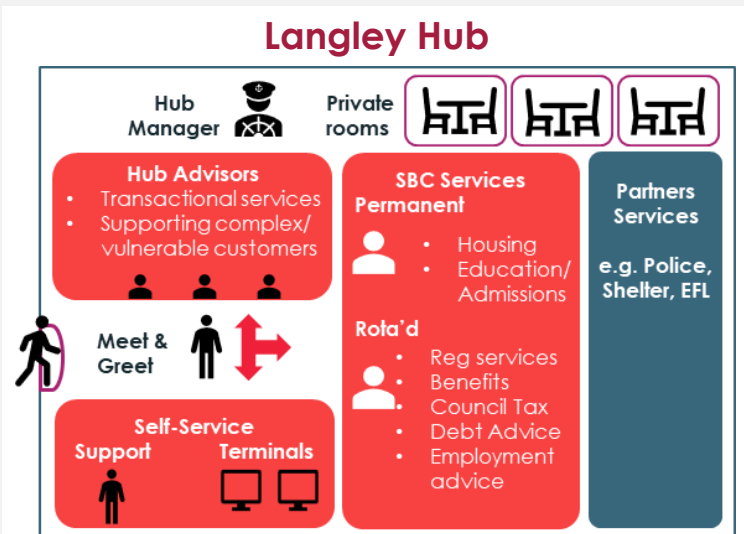 Langley Hub
Hub
Manager
Private
rooms
Hub Advisors
• Transactional services
• Supporting complex/
vulnerable customers
Meet &
Greet
Self-Service
Support Terminals
SBC Services
Permanent
• Housing
• Education/
Admissions
Rota'd
• Reg services
• Benefits
• Council Tax
• Debt Advice
• Employment
advice
Partners
Services
e.g. Police,
Shelter, EFL